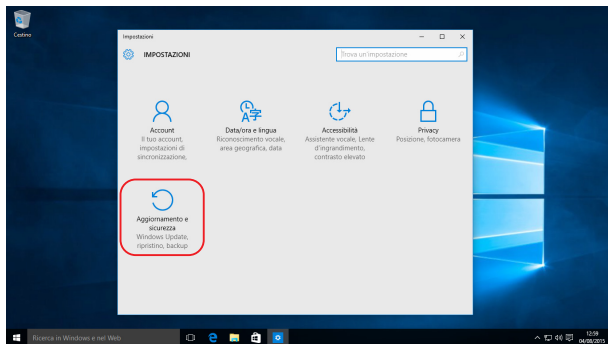 Cestino
Impostazioni
IMPOSTAZIONI
Trova un'impostazione
Account
Il tuo account,
impostazioni di
sincronizzazione,
Data/ora e lingua
Riconoscimento vocale,
area geografica, data
Accessibilità
Assistente vocale, Lente
d'ingrandimento,
contrasto elevato
Privacy
Posizione, fotocamera
Aggiornamento e
sicurezza
Windows Update,
ripristino, backup
Ricerca in Windows e nel Web
12:59
04/08/2015